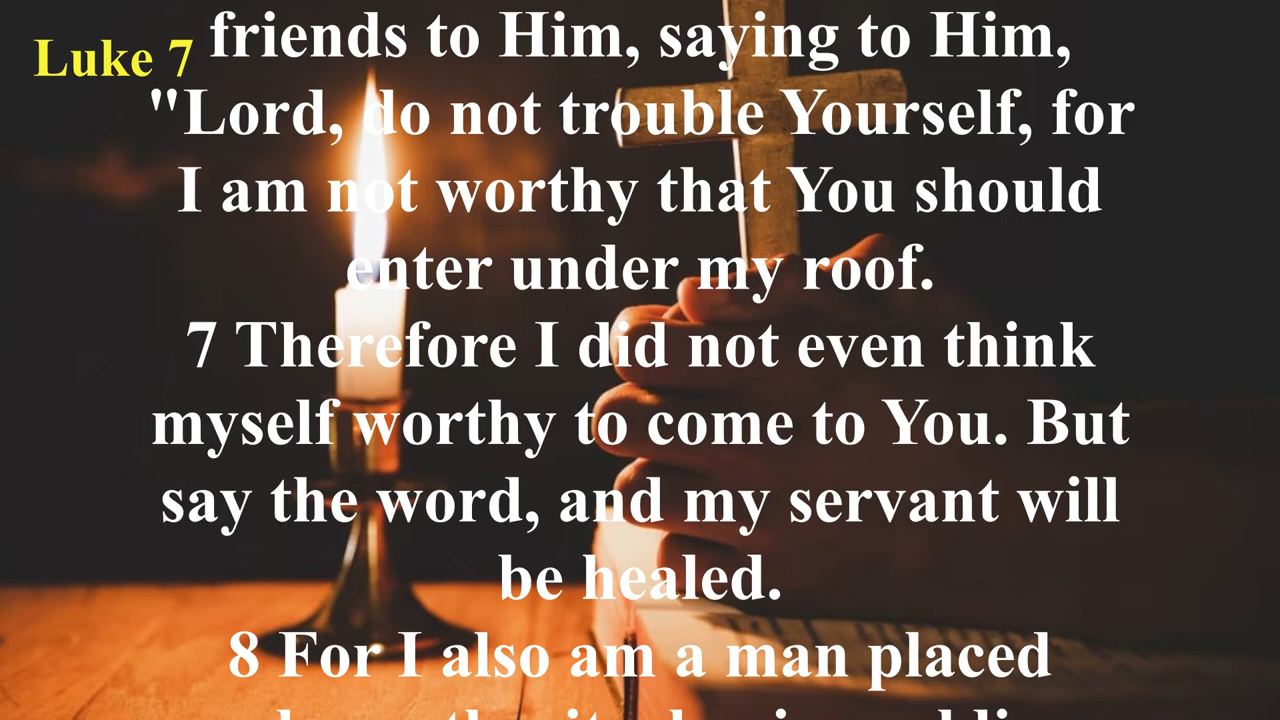 Luke 7
friends to Him, saying to Him,
"Lord, do not trouble Yourself, for
I am not worthy that You should
enter under my roof.
7 Therefore I did not even think
myself worthy to come to You. But
say the word, and my servant will
be healed.
8 For I also am a man placed